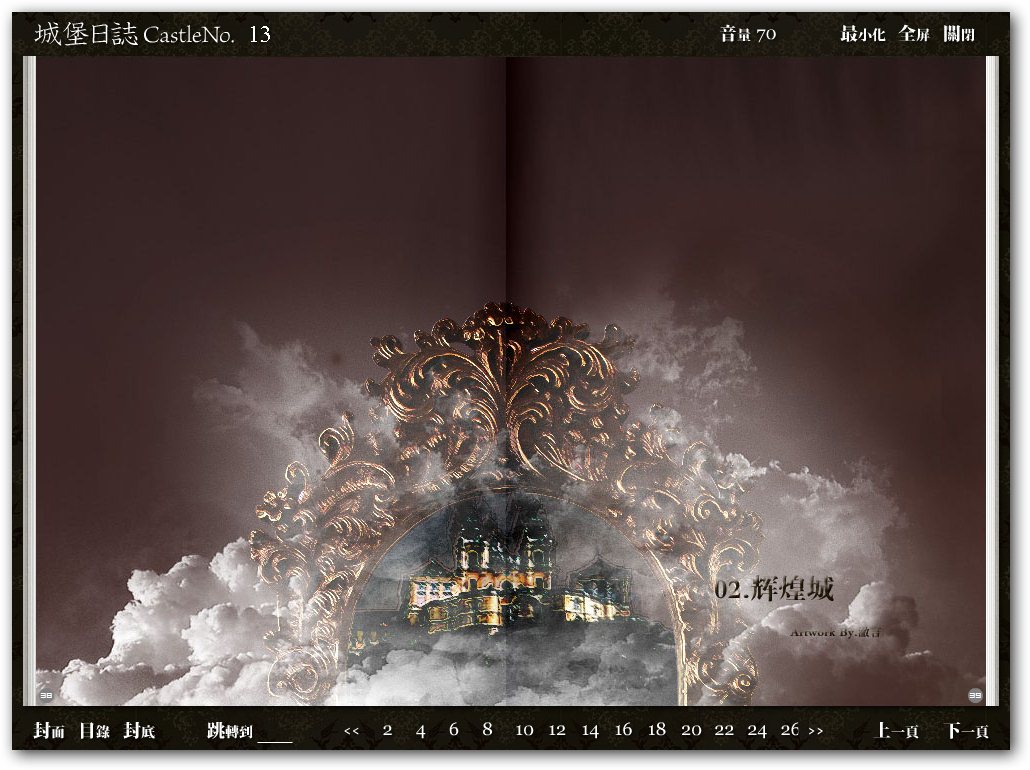 城堡日誌 CastleNo. 13
音量 70 最小化 全屏 關閉
02.辉煌城
Artwork By.
38
39
封面 目錄 封底 跳轉到 << 2 4 6 8 10 12 14 16 18 20 22 24 26 >> 上一頁 下一頁